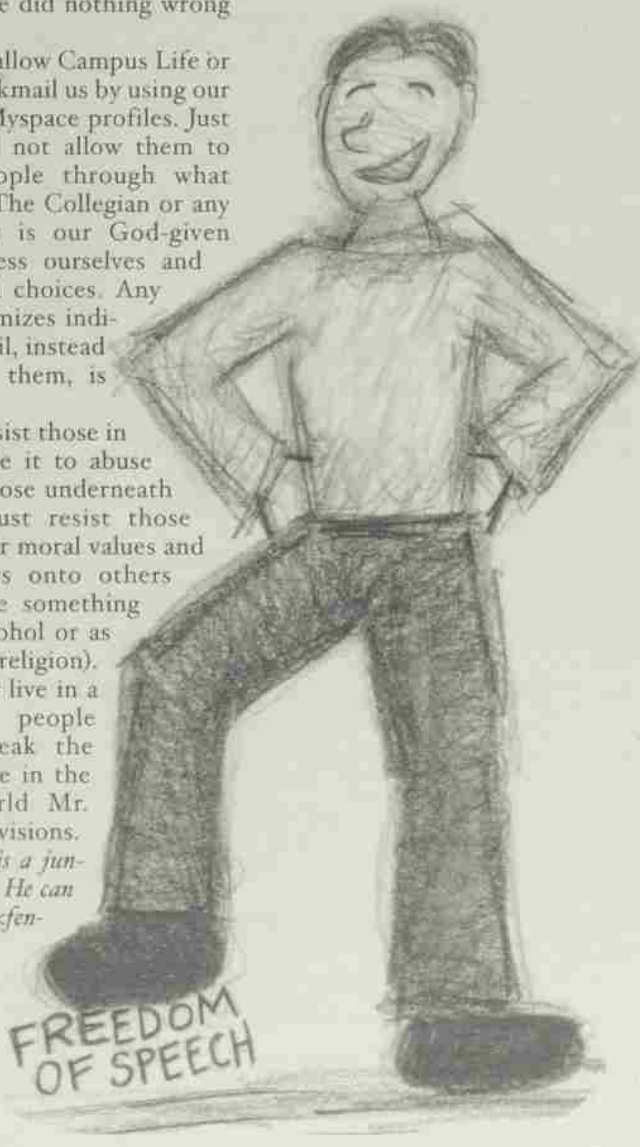 e did nothing wrong
allow Campus Life or
kmail us by using our
Myspace profiles. Just
not allow them to
ople through what
The Collegian or any
is our God-given
ess ourselves and
choices. Any
nizes indi-
il, instead
them, is
sist those in
e it to abuse
ose underneath
ust resist those
r moral values and
s onto others
e something
ohol or as
religion).
live in a
people
eak the
e in the
rld Mr.
visions.
is a jun-
He can
kfen-
FREEDOM
OF SPEECH